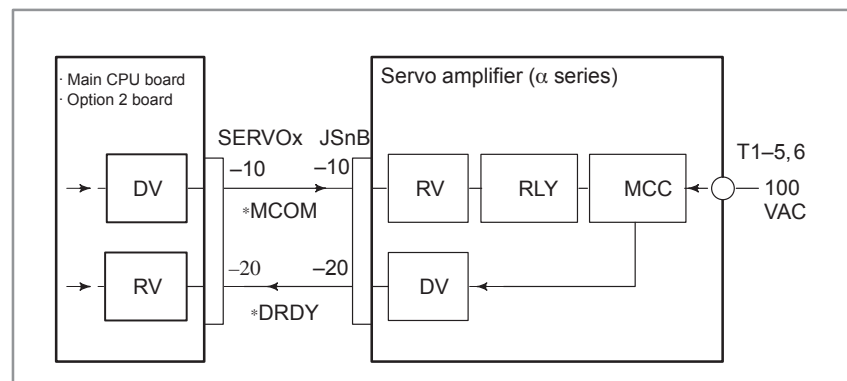 · Main CPU board
· Option 2 board
Servo amplifier (α series)
SERVOx
JSnB
T1–5, 6
–10
–10
DV
RV
RLY
MCC
100
VAC
*MCOM
–20
–20
RV
DV
*DRDY